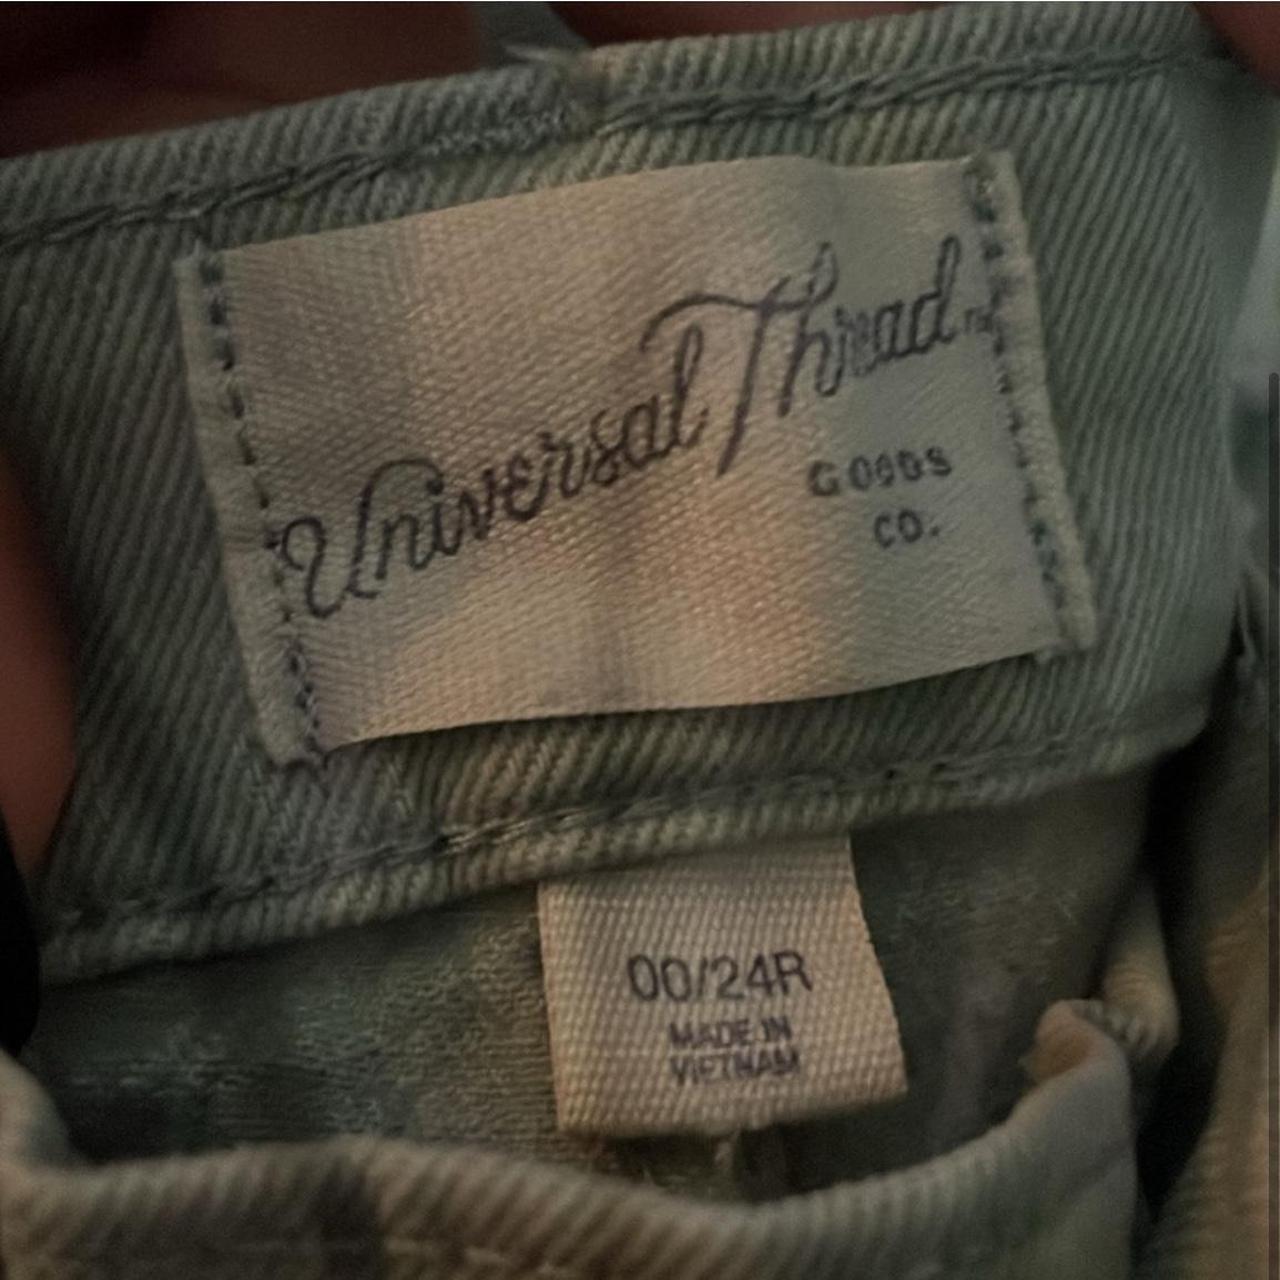 Universal Thread
GOODS
CO.
00/24R
MADE IN
VIETNAM